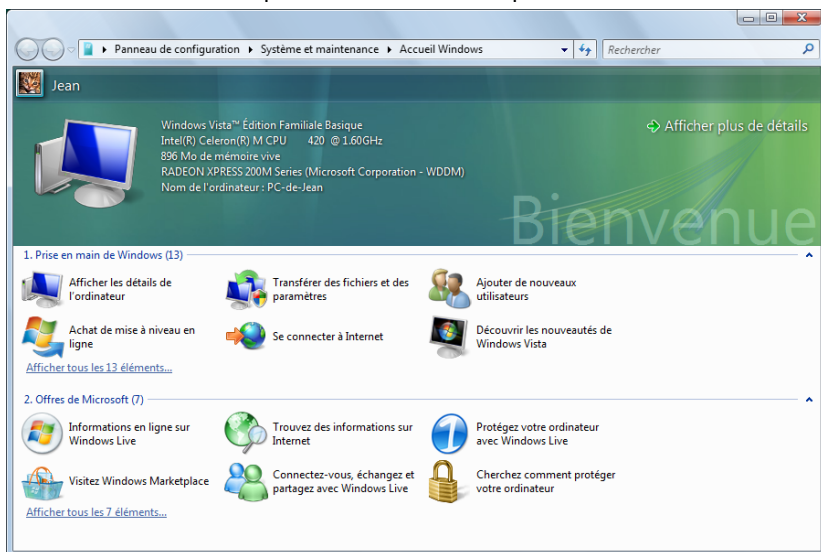 Panneau de configuration ▸ Système et maintenance ▸ Accueil Windows
Rechercher
Jean
Windows Vista™ Édition Familiale Basique
Intel(R) Celeron(R) M CPU 420 @ 1.60GHz
896 Mo de mémoire vive
RADEON XPRESS 200M Series (Microsoft Corporation - WDDM)
Nom de l'ordinateur : PC-de-Jean
Afficher plus de détails
Bienvenue
1. Prise en main de Windows (13)
Afficher les détails de
l'ordinateur
Transférer des fichiers et des
paramètres
Ajouter de nouveaux
utilisateurs
Achat de mise à niveau en
ligne
Se connecter à Internet
Découvrir les nouveautés de
Windows Vista
Afficher tous les 13 éléments...
2. Offres de Microsoft (7)
Informations en ligne sur
Windows Live
Trouvez des informations sur
Internet
Protégez votre ordinateur
avec Windows Live
Visitez Windows Marketplace
Connectez-vous, échangez et
partagez avec Windows Live
Cherchez comment protéger
votre ordinateur
Afficher tous les 7 éléments...